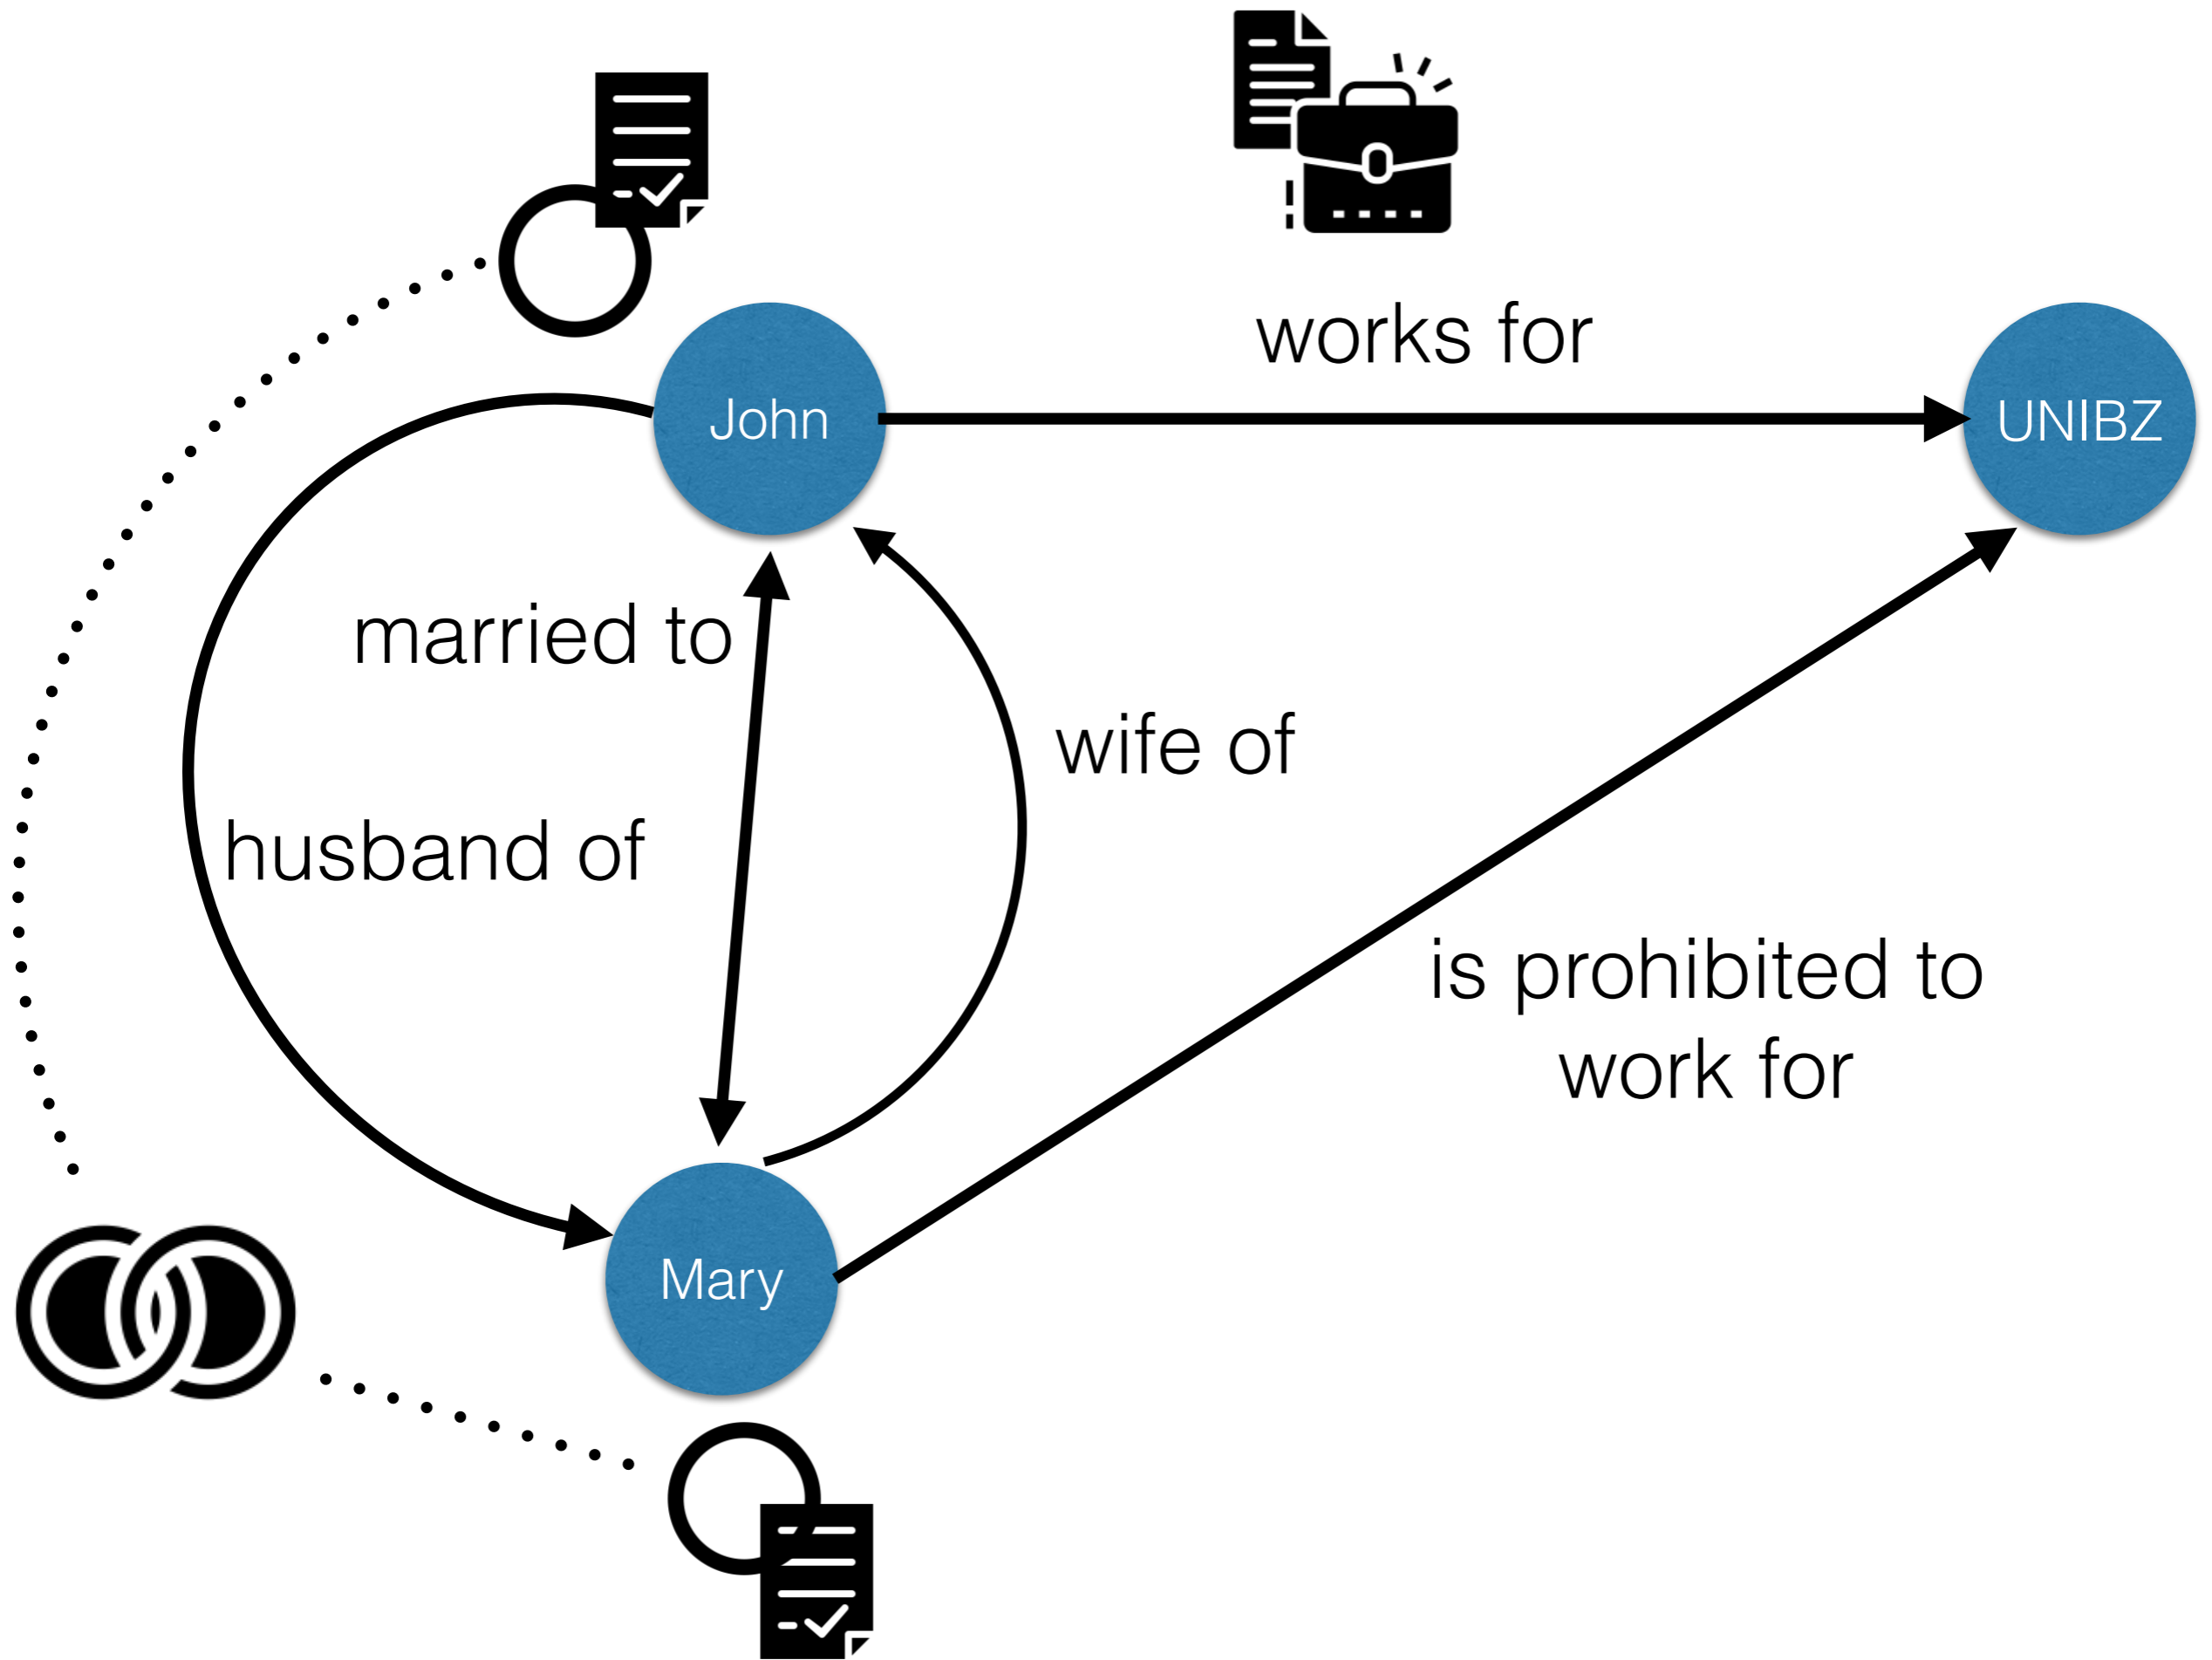 works for
John
UNIBZ
married to
wife of
husband of
is prohibited to
work for
Mary